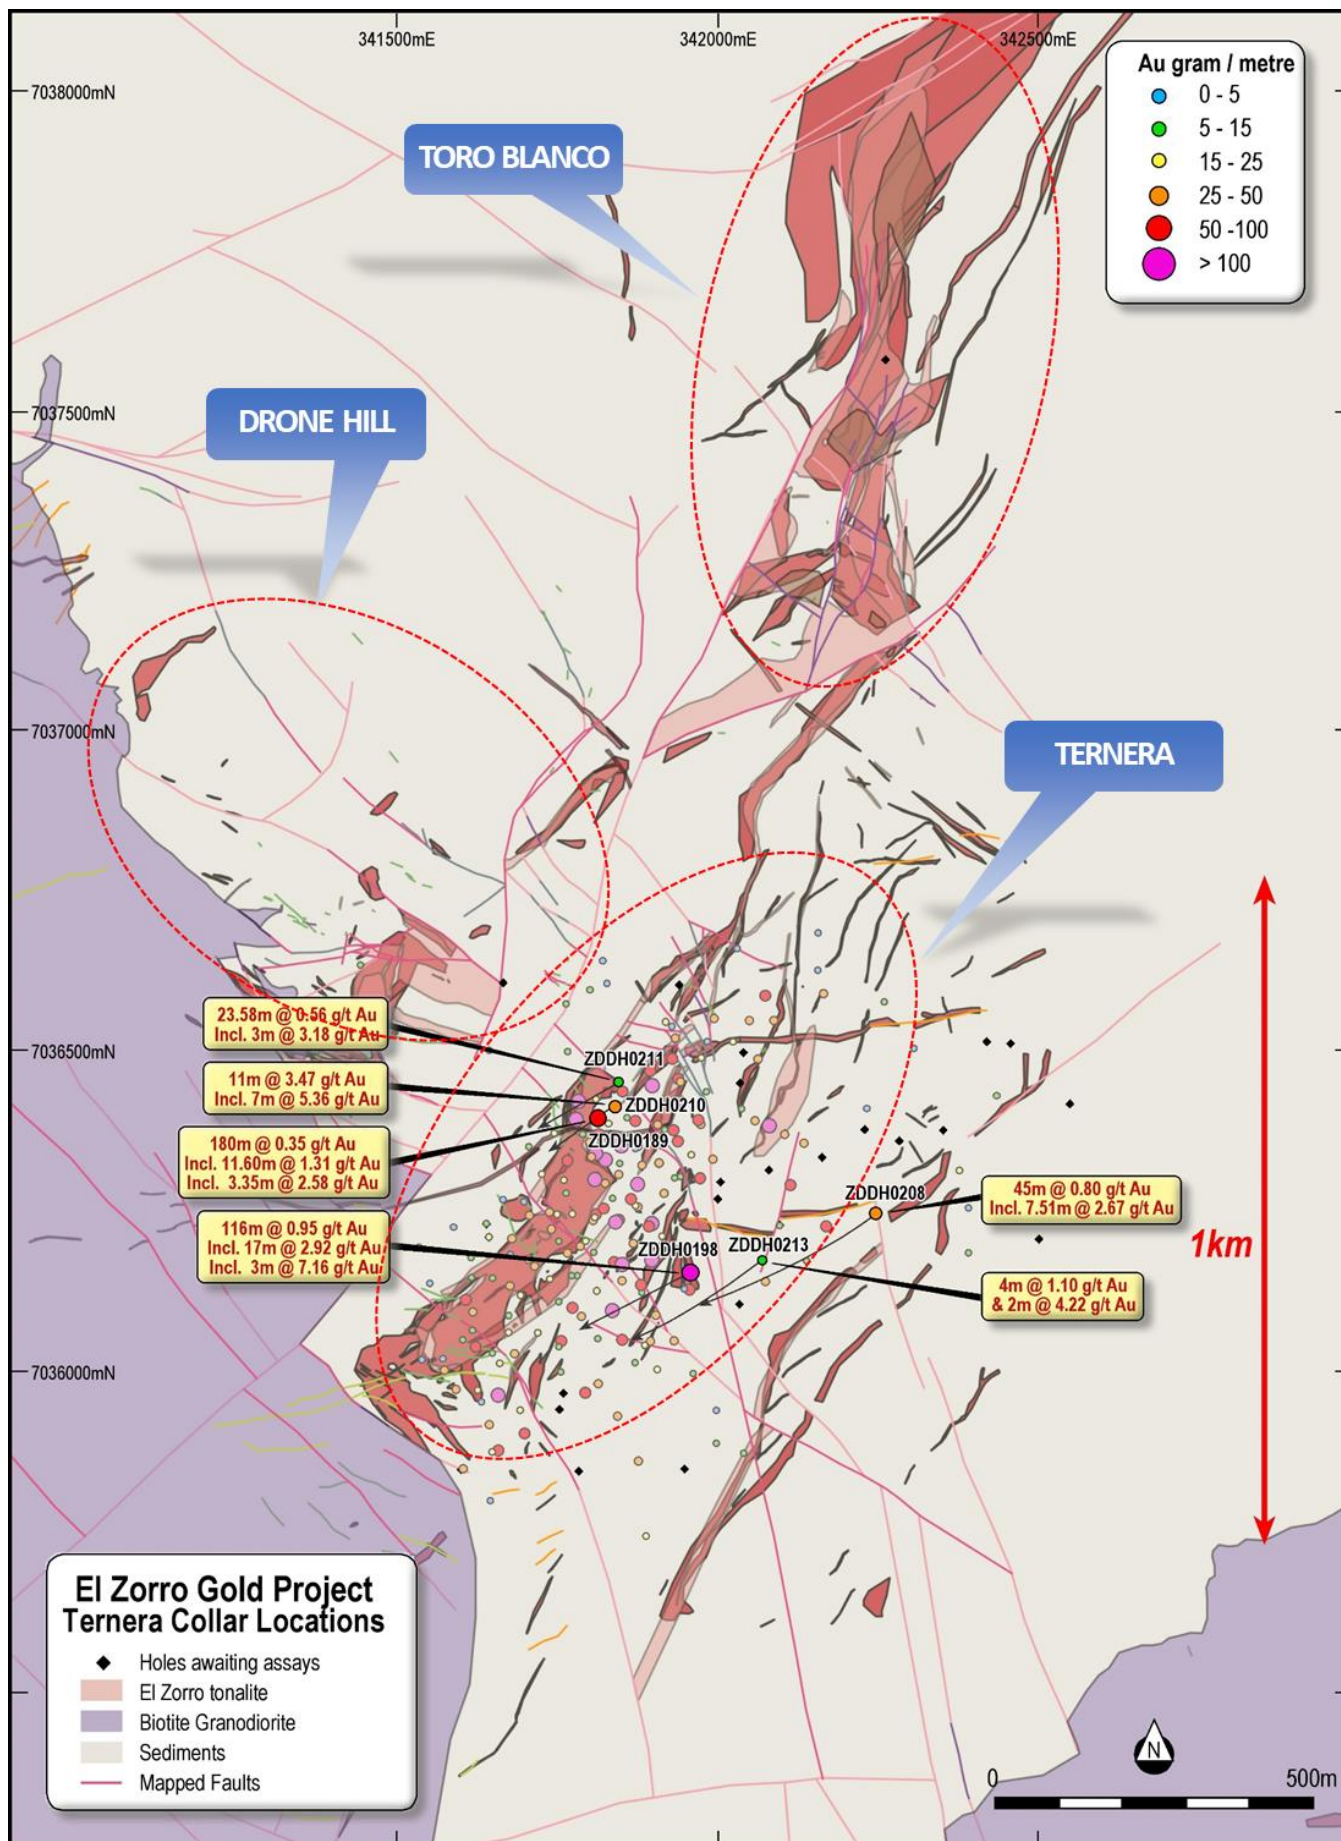 341500mE
342000mE
342500mE
7038000mN
Au gram / metre
0 - 5
5 - 15
15 - 25
25 - 50
50 -100
> 100
TORO BLANCO
DRONE HILL
7037500mN
7037000mN
TERNERA
23.58m @ 0.56 g/t Au
Incl. 3m @ 3.18 g/t Au
7036500mN
ZDDH0211
11m @ 3.47 g/t Au
Incl. 7m @ 5.36 g/t Au
ZDDH0210
180m @ 0.35 g/t Au
Incl. 11.60m @ 1.31 g/t Au
Incl. 3.35m @ 2.58 g/t Au
ZDDH0189
ZDDH0208
45m @ 0.80 g/t Au
Incl. 7.51m @ 2.67 g/t Au
116m @ 0.95 g/t Au
Incl. 17m @ 2.92 g/t Au
Incl. 3m @ 7.16 g/t Au
ZDDH0198
ZDDH0213
1km
4m @ 1.10 g/t Au
& 2m @ 4.22 g/t Au
7036000mN
El Zorro Gold Project
Ternera Collar Locations
Holes awaiting assays
El Zorro tonalite
Biotite Granodiorite
Sediments
Mapped Faults
N
0
500m